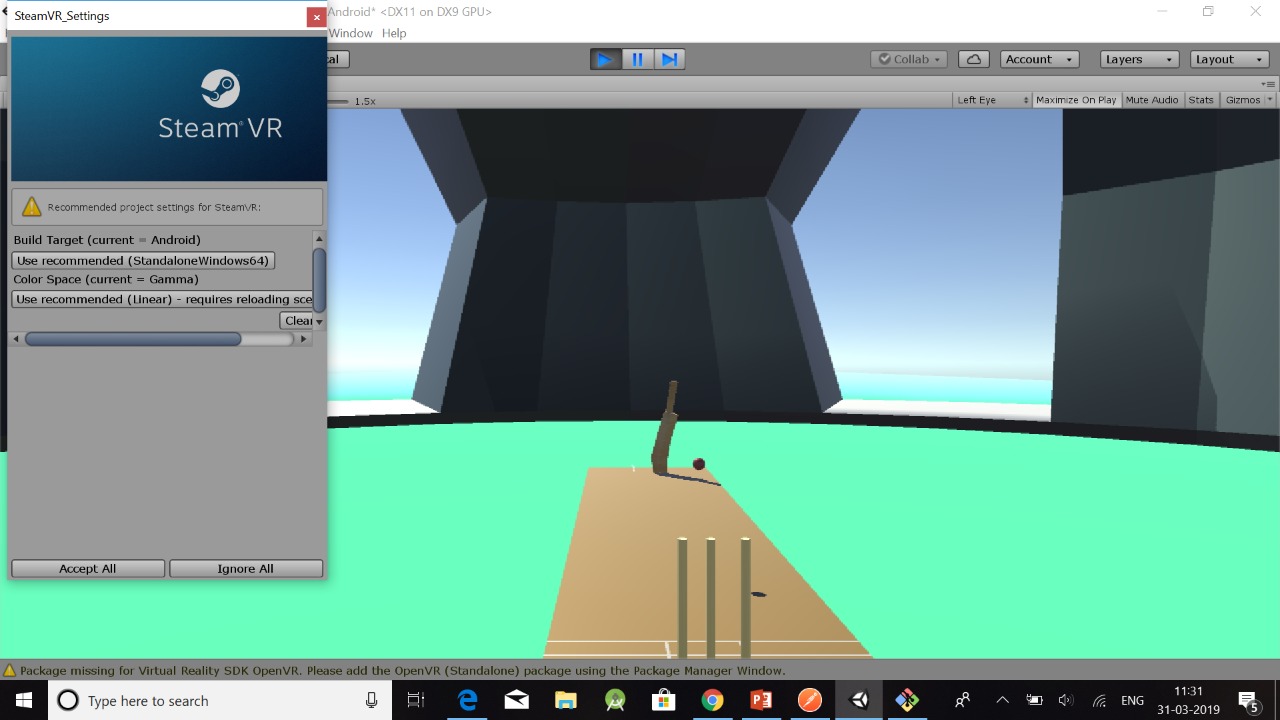 SteamVR_Settings
Android* <DX11 on DX9 GPU>
Window Help
Collab
Account
Layers
Layout
1.5x
Left Eye
Maximize On Play
Mute Audio
Stats
Gizmos
Steam VR
Recommended project settings for SteamVR:
Build Target (current = Android)
Use recommended (StandaloneWindows64)
Color Space (current = Gamma)
Use recommended (Linear) - requires reloading sce
Clear
Accept All
Ignore All
Package missing for Virtual Reality SDK OpenVR. Please add the OpenVR (Standalone) package using the Package Manager Window.
Type here to search
ENG
11:31
31-03-2019
5